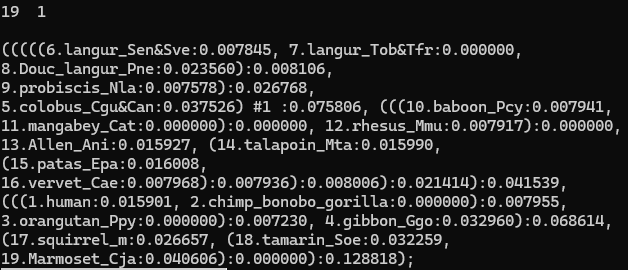 19  1
(((((6.langur_Sen&Sve:0.007845, 7.langur_Tob&Tfr:0.000000,
8.Douc_langur_Pne:0.023560):0.008106,
9.probiscis_Nla:0.007578):0.026768,
5.colobus_Cgu&Can:0.037526) #1 :0.075806, (((10.baboon_Pcy:0.007941,
11.mangabey_Cat:0.000000):0.000000, 12.rhesus_Mmu:0.007917):0.000000,
13.Allen_Ani:0.015927, (14.talapoin_Mta:0.015990,
(15.patas_Epa:0.016008,
16.vervet_Cae:0.007968):0.007936):0.008006):0.021414):0.041539,
(((1.human:0.015901, 2.chimp_bonobo_gorilla:0.000000):0.007955,
3.orangutan_Ppy:0.000000):0.007230, 4.gibbon_Ggo:0.032960):0.068614,
(17.squirrel_m:0.026657, (18.tamarin_Soe:0.032259,
19.Marmoset_Cja:0.040606):0.000000):0.128818);